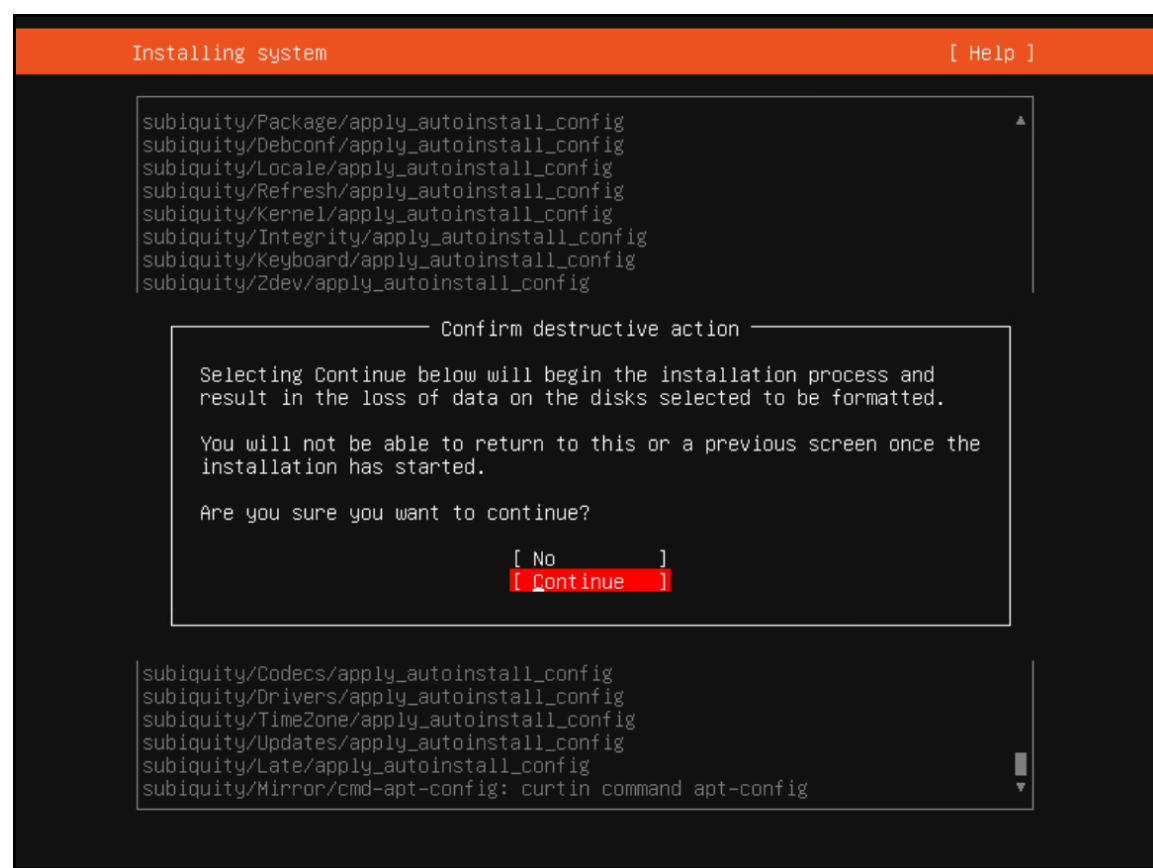 Installing system [ Help ]
subiquity/Package/apply_autoinstall_config
subiquity/Debconf/apply_autoinstall_config
subiquity/Locale/apply_autoinstall_config
subiquity/Refresh/apply_autoinstall_config
subiquity/Kernel/apply_autoinstall_config
subiquity/Integrity/apply_autoinstall_config
subiquity/Keyboard/apply_autoinstall_config
subiquity/Zdev/apply_autoinstall_config
Confirm destructive action
Selecting Continue below will begin the installation process and
result in the loss of data on the disks selected to be formatted.
You will not be able to return to this or a previous screen once the
installation has started.
Are you sure you want to continue?
[ No ]
[ Continue ]
subiquity/Codecs/apply_autoinstall_config
subiquity/Drivers/apply_autoinstall_config
subiquity/TimeZone/apply_autoinstall_config
subiquity/Updates/apply_autoinstall_config
subiquity/Late/apply_autoinstall_config
subiquity/Mirror/cmd-apt-config: curtin command apt-config